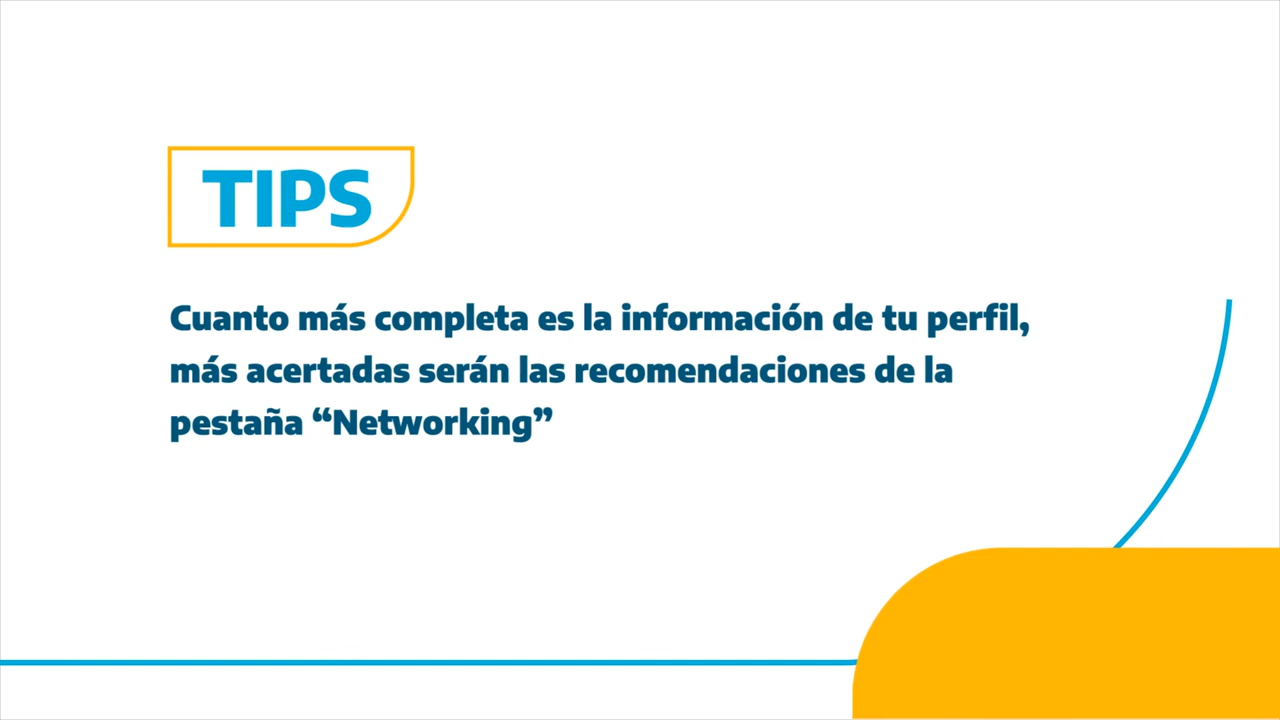 TIPS
Cuanto más completa es la información de tu perfil,
más acertadas serán las recomendaciones de la
pestaña “Networking”